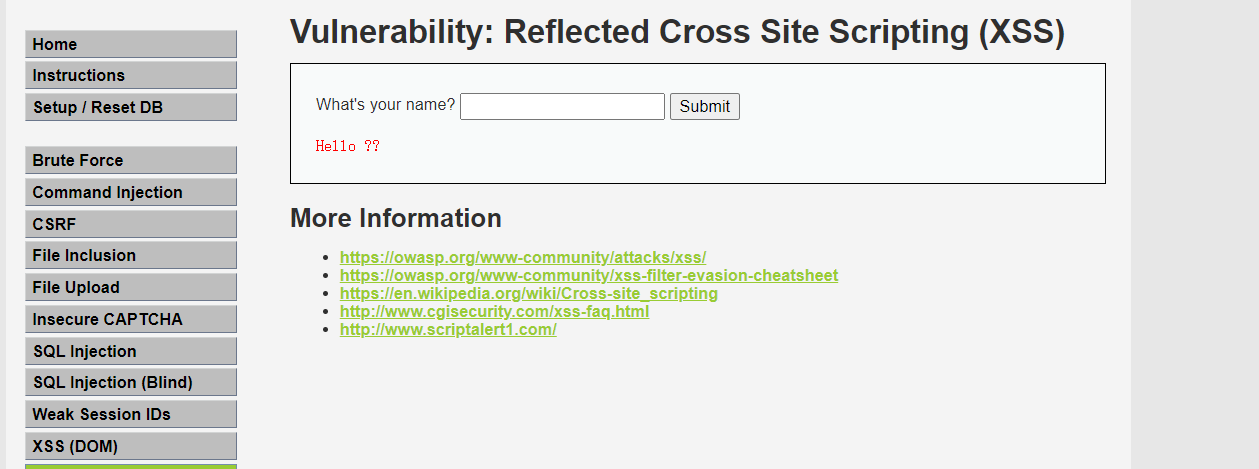 Home
Instructions
Setup / Reset DB
Brute Force
Command Injection
CSRF
File Inclusion
File Upload
Insecure CAPTCHA
SQL Injection
SQL Injection (Blind)
Weak Session IDs
XSS (DOM)
Vulnerability: Reflected Cross Site Scripting (XSS)
What's your name? Submit
Hello ??
More Information
https://owasp.org/www-community/attacks/xss/
https://owasp.org/www-community/xss-filter-evasion-cheatsheet
https://en.wikipedia.org/wiki/Cross-site_scripting
http://www.cgisecurity.com/xss-faq.html
http://www.scriptalert1.com/